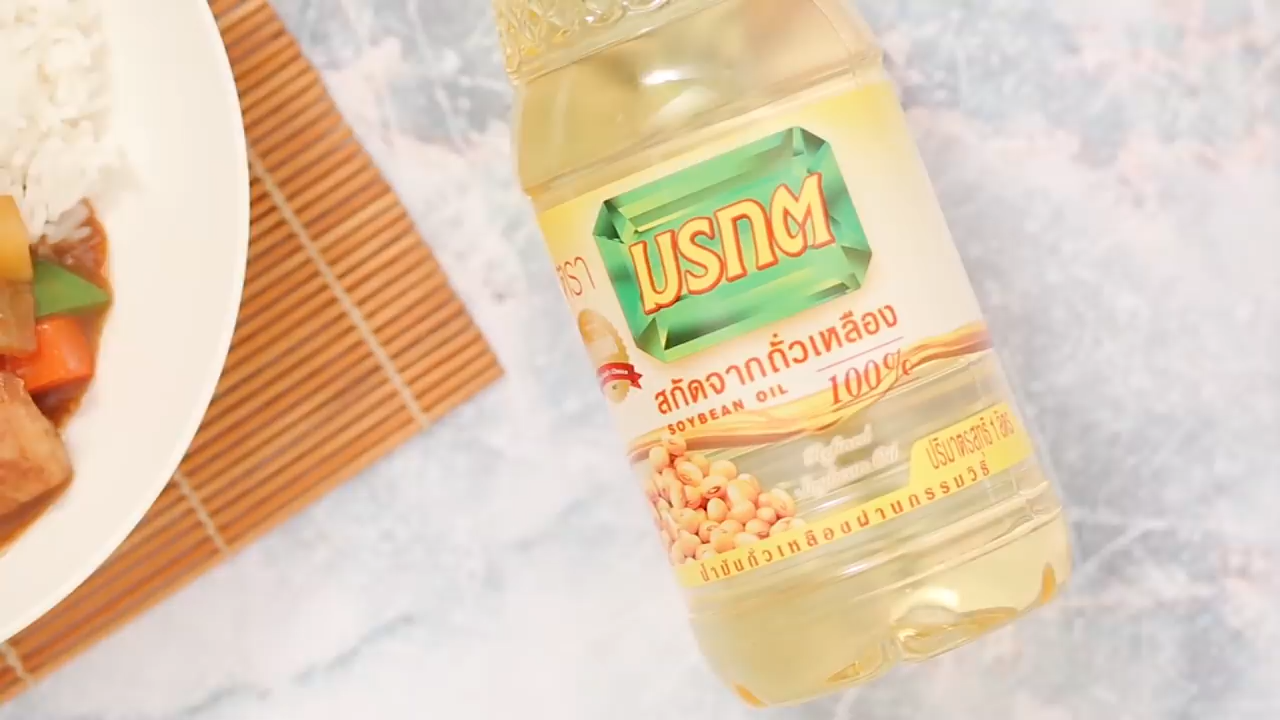 ตรา
มรกต
สกัดจากถั่วเหลือง
SOYBEAN OIL
100%
Refined
Soybean Oil
ปริมาตรสุทธิ 1 ลิตร
น้ำมันถั่วเหลืองผ่านกรรมวิธี